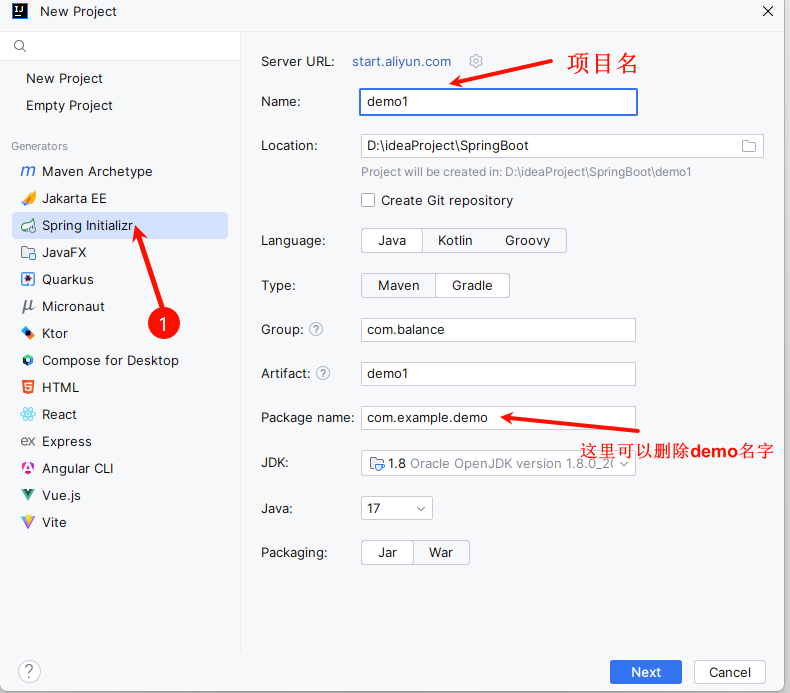 New Project
Server URL: start.aliyun.com
项目名
New Project
Empty Project
Name: demo1
Generators
Location: D:\ideaProject\SpringBoot
Project will be created in: D:\ideaProject\SpringBoot\demo1
Maven Archetype
Jakarta EE
Create Git repository
Spring Initializr
Language: Java Kotlin Groovy
JavaFX
Quarkus
Type: Maven Gradle
Micronaut
1
Ktor
Group: ? com.balance
Compose for Desktop
Artifact: ? demo1
HTML
React
Package name: com.example.demo
Express
这里可以删除demo名字
Angular CLI
JDK: 1.8 Oracle OpenJDK version
Vue.js
Java: 17
Vite
Packaging: Jar War
?
Next Cancel